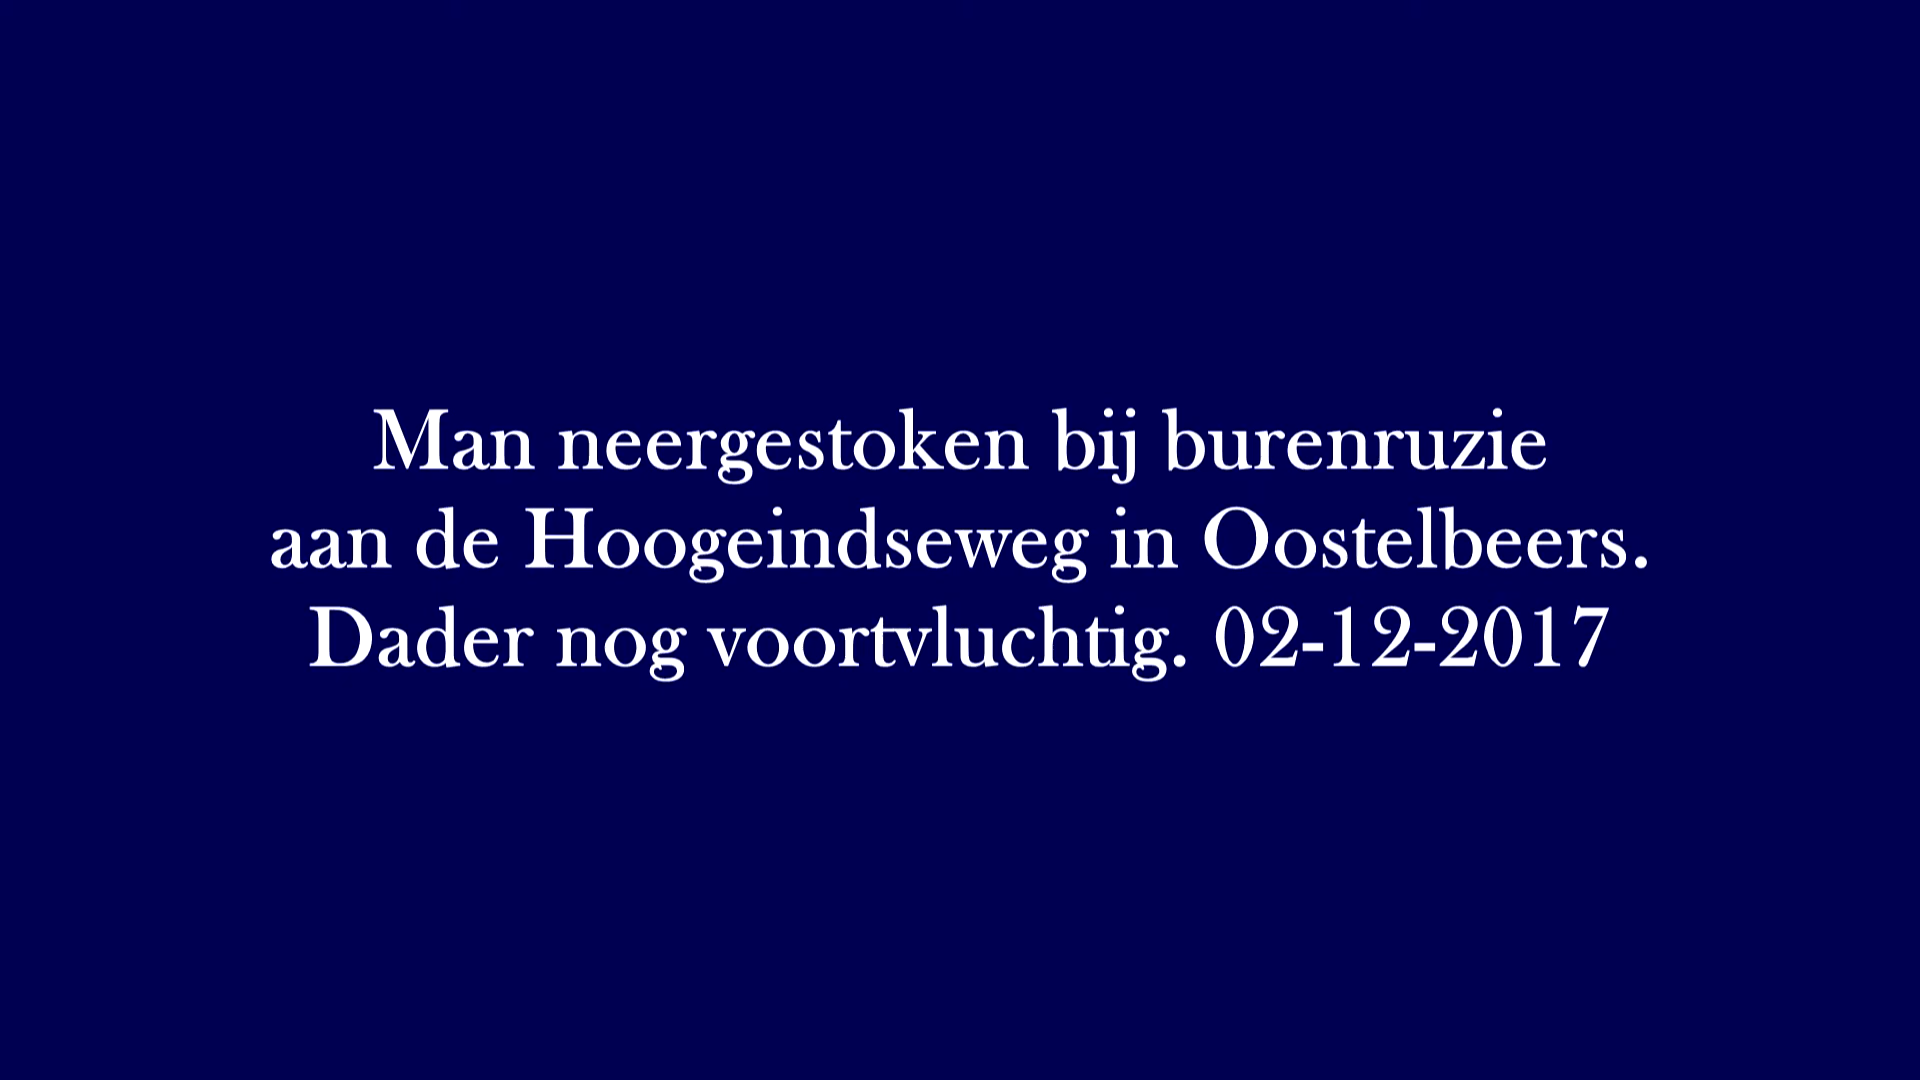 Man neergestoken bij burenruzie
aan de Hoogeindseweg in Oostelbeers.
Dader nog voortvluchtig. 02-12-2017